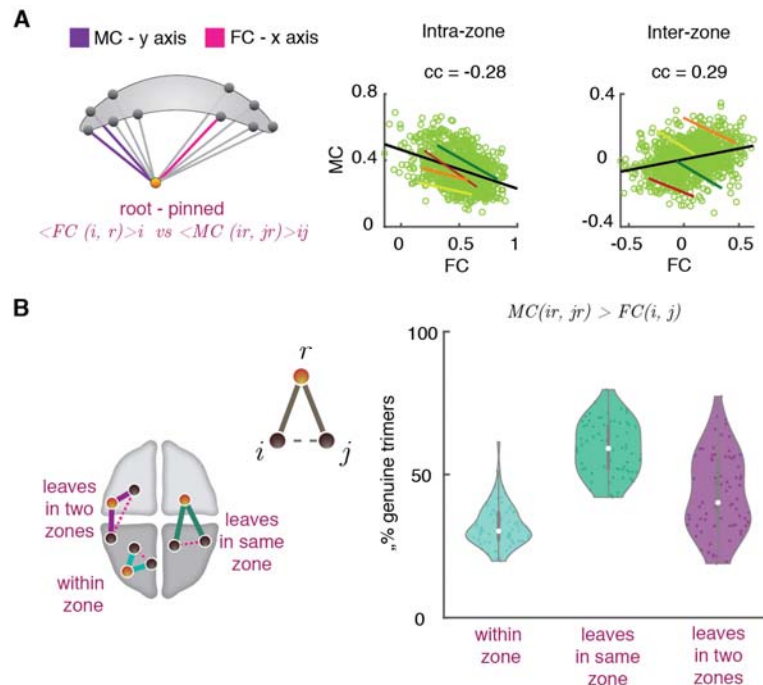 A
MC - y axis FC - x axis
root - pinned
<FC (i, r)>i vs <MC (ir, jr)>ij
Intra-zone
cc = -0.28
MC
0.8
0.4
0
0 0.5 1
FC
Inter-zone
cc = 0.29
0.4
0
-0.4
-0.5 0 0.5
FC
B
r
i j
leaves
in two
zones
leaves
in same
zone
within
zone
MC(ir, jr) > FC(i, j)
„% genuine trimers
100
50
0
within
zone
leaves
in same
zone
leaves
in two
zones